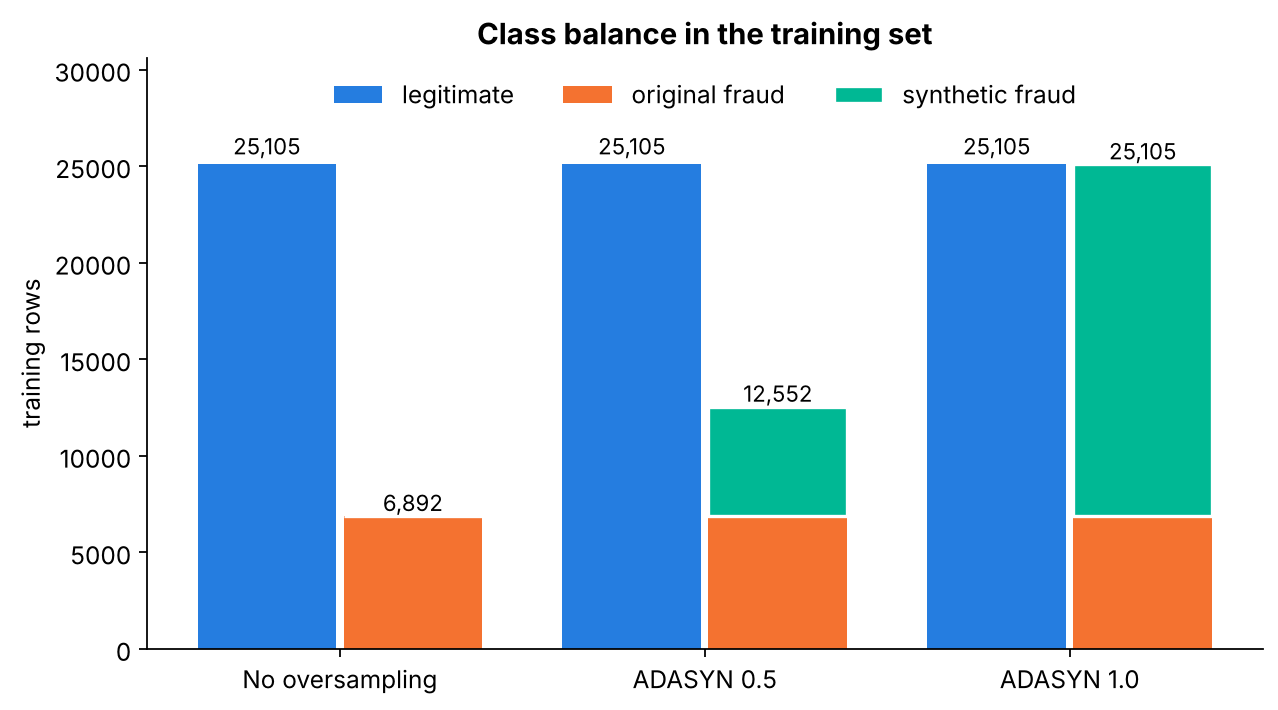 Class balance in the training set
legitimate original fraud synthetic fraud
training rows
30000
25000
20000
15000
10000
5000
0
25,105 6,892 25,105 12,552 25,105 25,105
No oversampling ADASYN 0.5 ADASYN 1.0